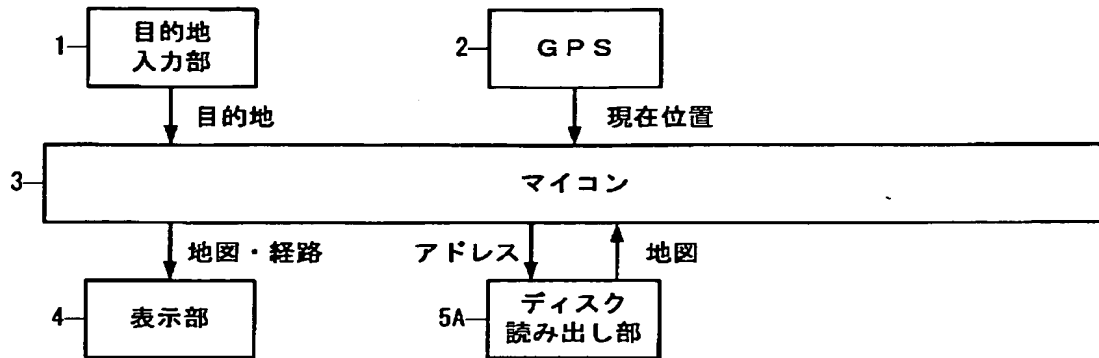 1
目的地
入力部
2
GPS
目的地
現在位置
3
マイコン
地図・経路
アドレス
地図
4
表示部
5A
ディスク
読み出し部